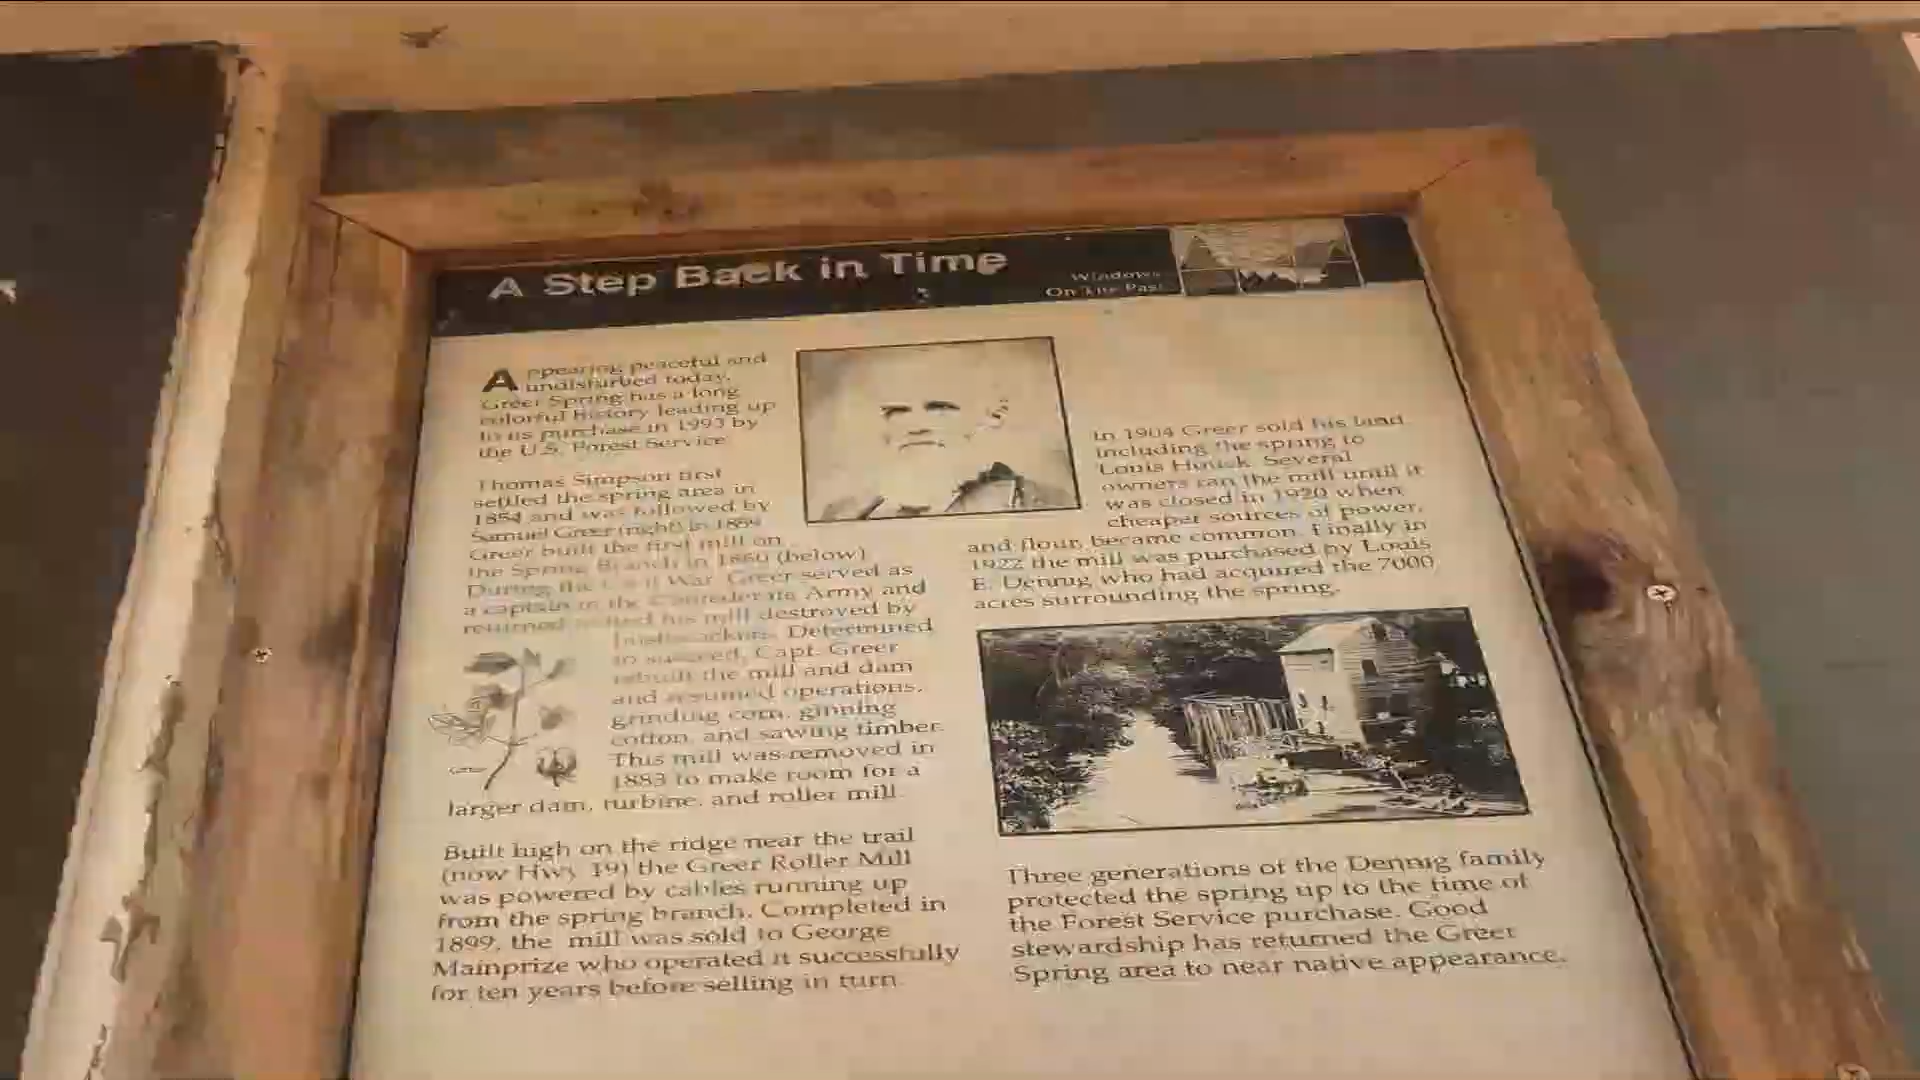 A Step Back in Time
Windows
On The Past
Appearing peaceful and
undisturbed today,
Greer Spring has a long
colorful history leading up
to its purchase in 1993 by
the U.S. Forest Service
Thomas Simpson first
settled the spring area in
1854 and was followed by
Samuel Greer (right) in 1859
Greer built the first mill on
the Spring Branch in 1860 (below)
During the Civil War, Greer served as
a captain in the Confederate Army and
returned to find his mill destroyed by
bushwackers. Determined
to succeed, Capt. Greer
rebuilt the mill and dam
and resumed operations,
grinding corn, ginning
cotton, and sawing timber.
This mill was removed in
1883 to make room for a
larger dam, turbine, and roller mill.
Built high on the ridge near the trail
(now Hwy. 19) the Greer Roller Mill
was powered by cables running up
from the spring branch. Completed in
1899, the mill was sold to George
Mainprize who operated it successfully
for ten years before selling in turn.
In 1904 Greer sold his land
including the spring to
Louis Houck. Several
owners ran the mill until it
was closed in 1920 when
cheaper sources of power,
and flour, became common. Finally in
1922 the mill was purchased by Louis
E. Dennig who had acquired the 7000
acres surrounding the spring.
Three generations of the Dennig family
protected the spring up to the time of
the Forest Service purchase. Good
stewardship has returned the Greer
Spring area to near native appearance.